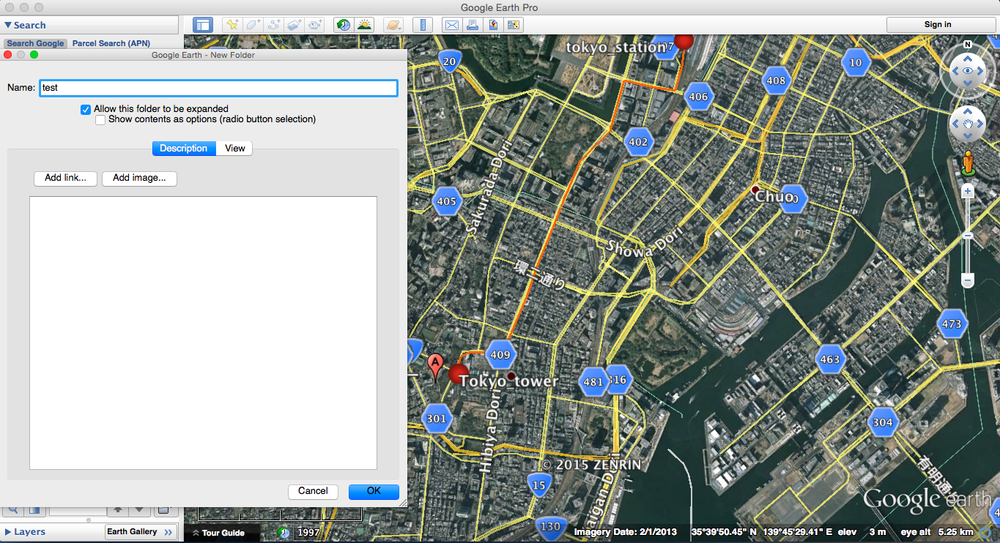 Google Earth Pro
Search
Sign in
Search Google
Parcel Search (APN)
Google Earth - New Folder
Name: test
Allow this folder to be expanded
Show contents as options (radio button selection)
Description
View
Add link...
Add image...
Cancel
OK
Layers
Earth Gallery >>
N
tokyo_station
20
10
408
406
402
405
Sakurada Dori
Chuo
Showa Dori
環二通り
473
409
463
A
Tokyo_tower
481
316
301
304
Hibiya Dori
© 2015 ZENRIN
有明通
15
aigan Dori
130
Google earth
Tour Guide
1997
Imagery Date: 2/1/2013 35°39'50.45" N 139°45'29.41" E elev 3 m eye alt 5.25 km